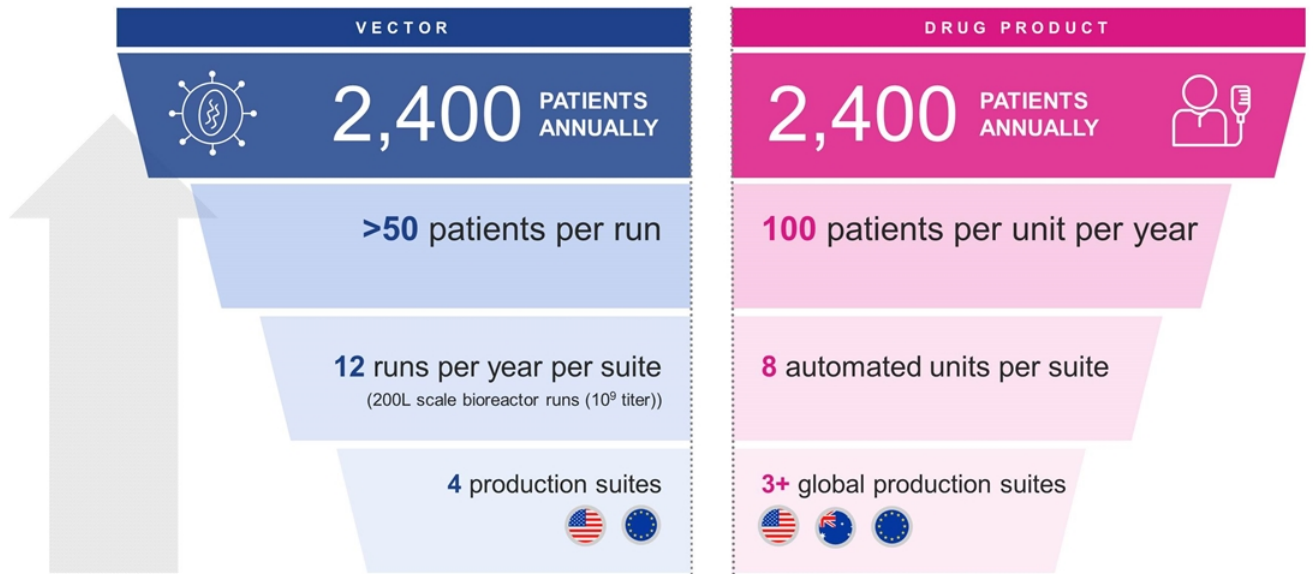 VECTOR
2,400 PATIENTS
ANNUALLY
>50 patients per run
12 runs per year per suite
(200L scale bioreactor runs (10⁹ titer))
4 production suites
DRUG PRODUCT
2,400 PATIENTS
ANNUALLY
100 patients per unit per year
8 automated units per suite
3+ global production suites